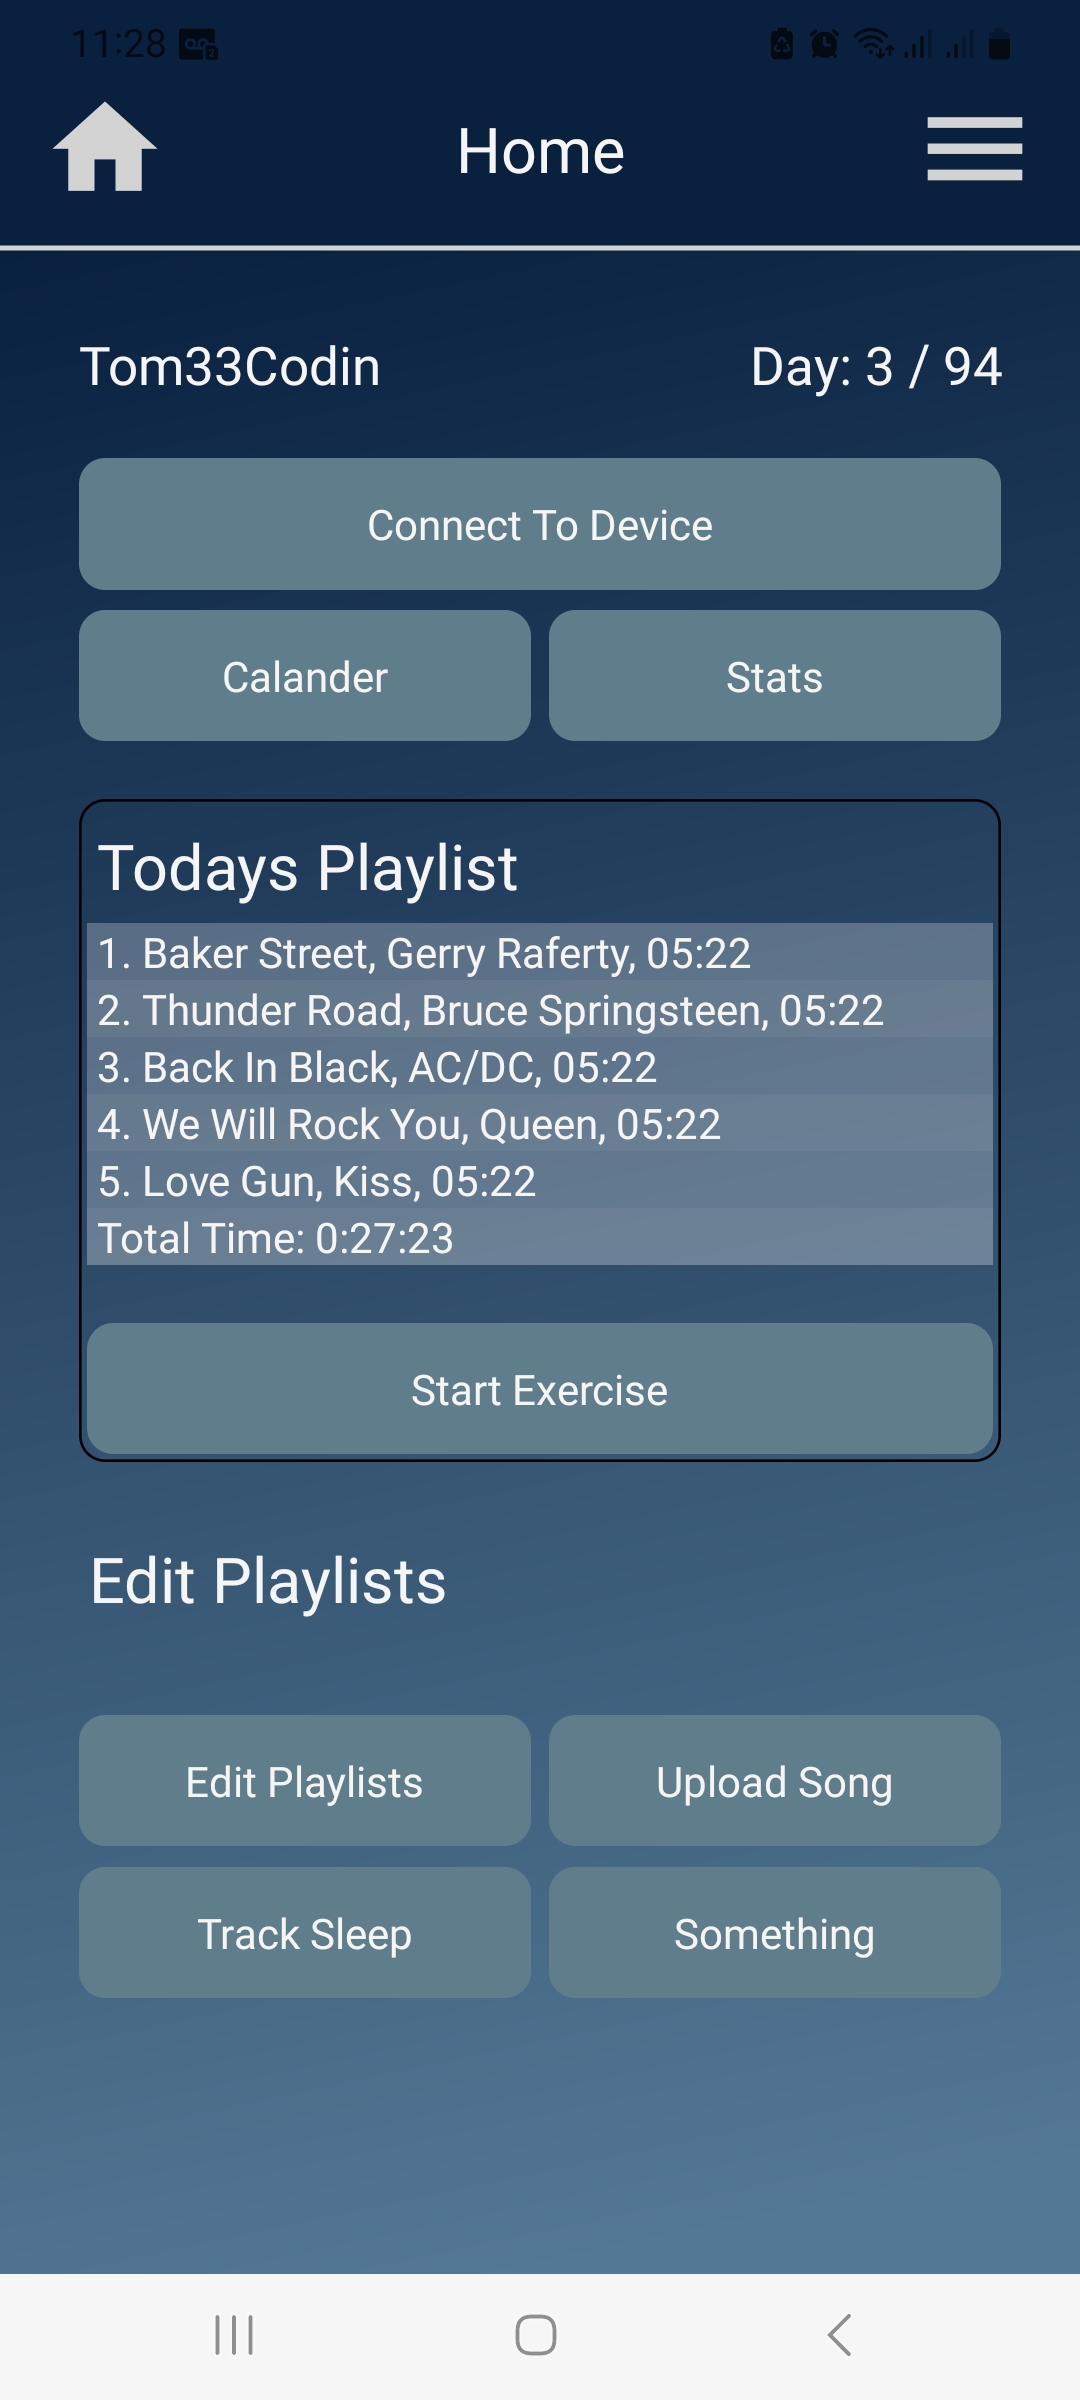 11:28
Home
Tom33Codin
Day: 3 / 94
Connect To Device
Calander
Stats
Todays Playlist
1. Baker Street, Gerry Raferty, 05:22
2. Thunder Road, Bruce Springsteen, 05:22
3. Back In Black, AC/DC, 05:22
4. We Will Rock You, Queen, 05:22
5. Love Gun, Kiss, 05:22
Total Time: 0:27:23
Start Exercise
Edit Playlists
Edit Playlists
Upload Song
Track Sleep
Something